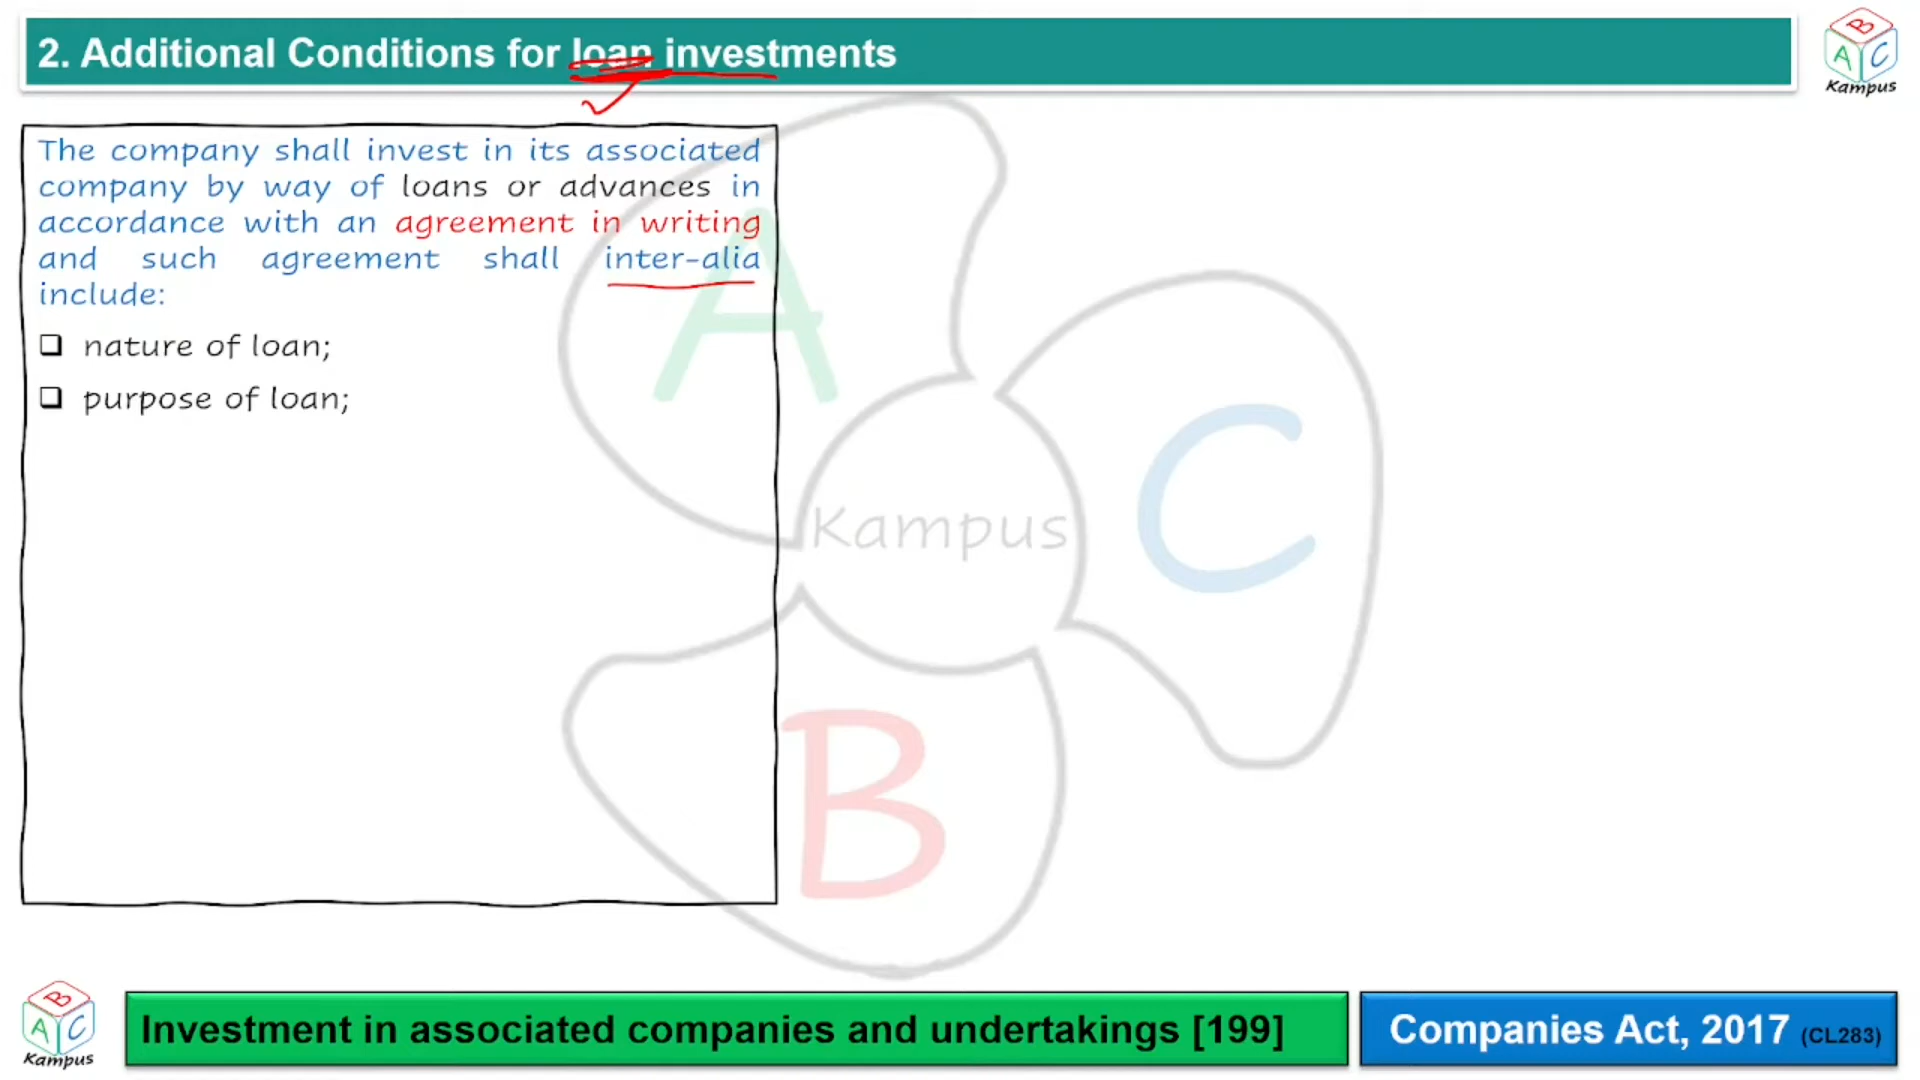 2. Additional Conditions for loan investments
B
A C
Kampus
The company shall invest in its associated
company by way of loans or advances in
accordance with an agreement in writing
and such agreement shall inter-alia
include:
❑ nature of loan;
❑ purpose of loan;
A
C
Kampus
B
B
A C
Kampus
Investment in associated companies and undertakings [199]
Companies Act, 2017 (CL283)